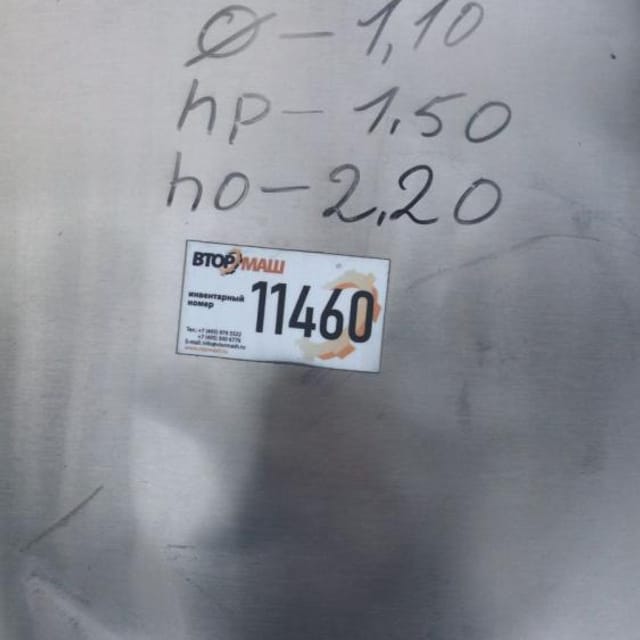 Ø – 1,10
hp – 1.50
ho – 2,20
ВТОРМАШ
инвентарный
номер
11460